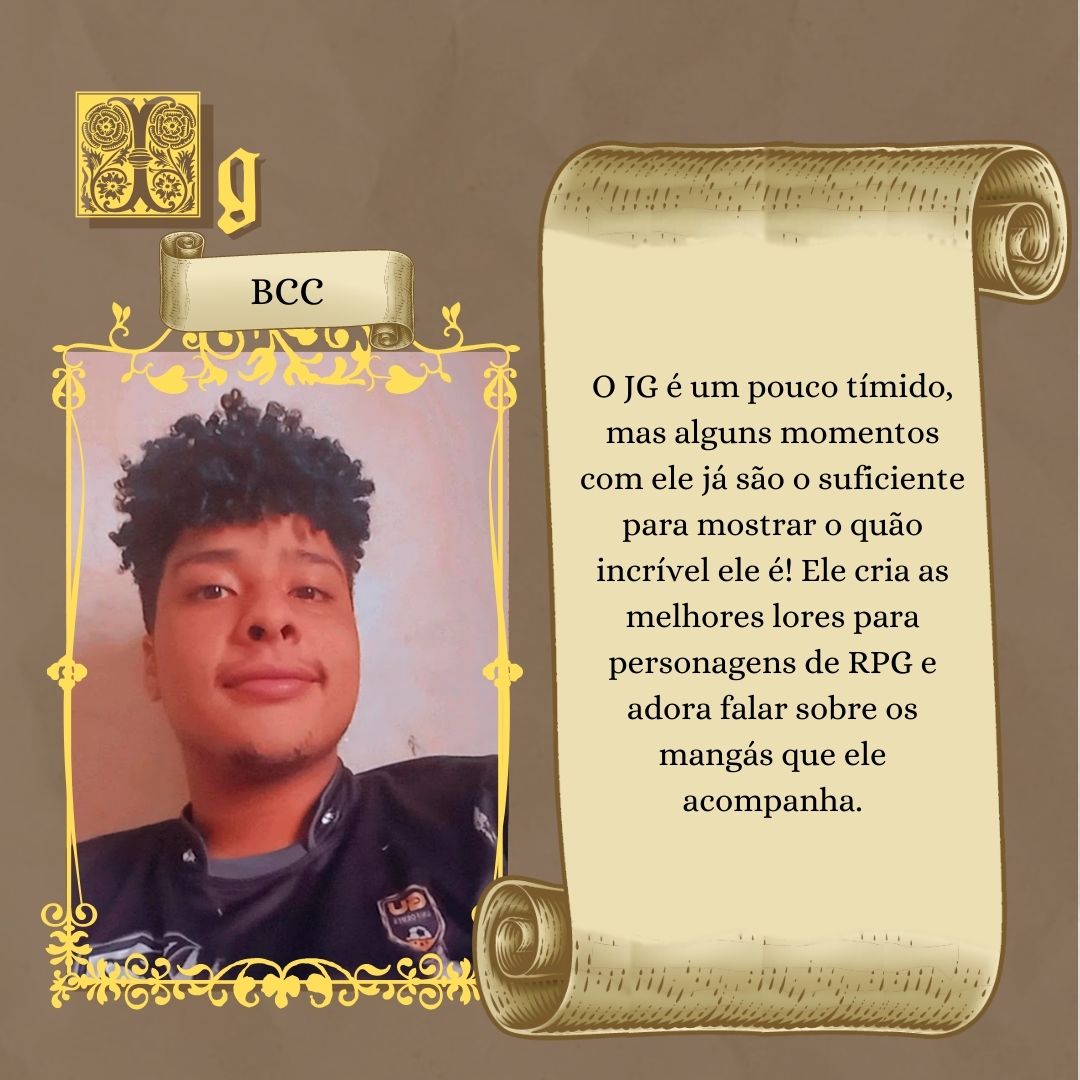 Jg
BCC
O JG é um pouco tímido,
mas alguns momentos
com ele já são o suficiente
para mostrar o quão
incrível ele é! Ele cria as
melhores lores para
personagens de RPG e
adora falar sobre os
mangás que ele
acompanha.